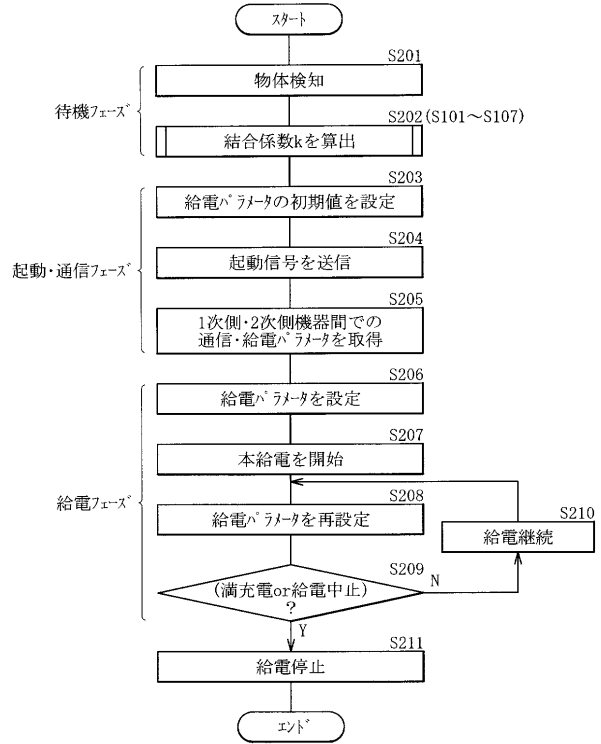 スタート
S201
物体検知
待機フェーズ
S202(S101～S107)
結合係数kを算出
S203
給電パラメータの初期値を設定
S204
起動信号を送信
起動・通信フェーズ
S205
1次側・2次側機器間での
通信・給電パラメータを取得
S206
給電パラメータを設定
S207
本給電を開始
給電フェーズ
S208
給電パラメータを再設定
S210
給電継続
S209
(満充電or給電中止)
?
N
Y
S211
給電停止
エンド